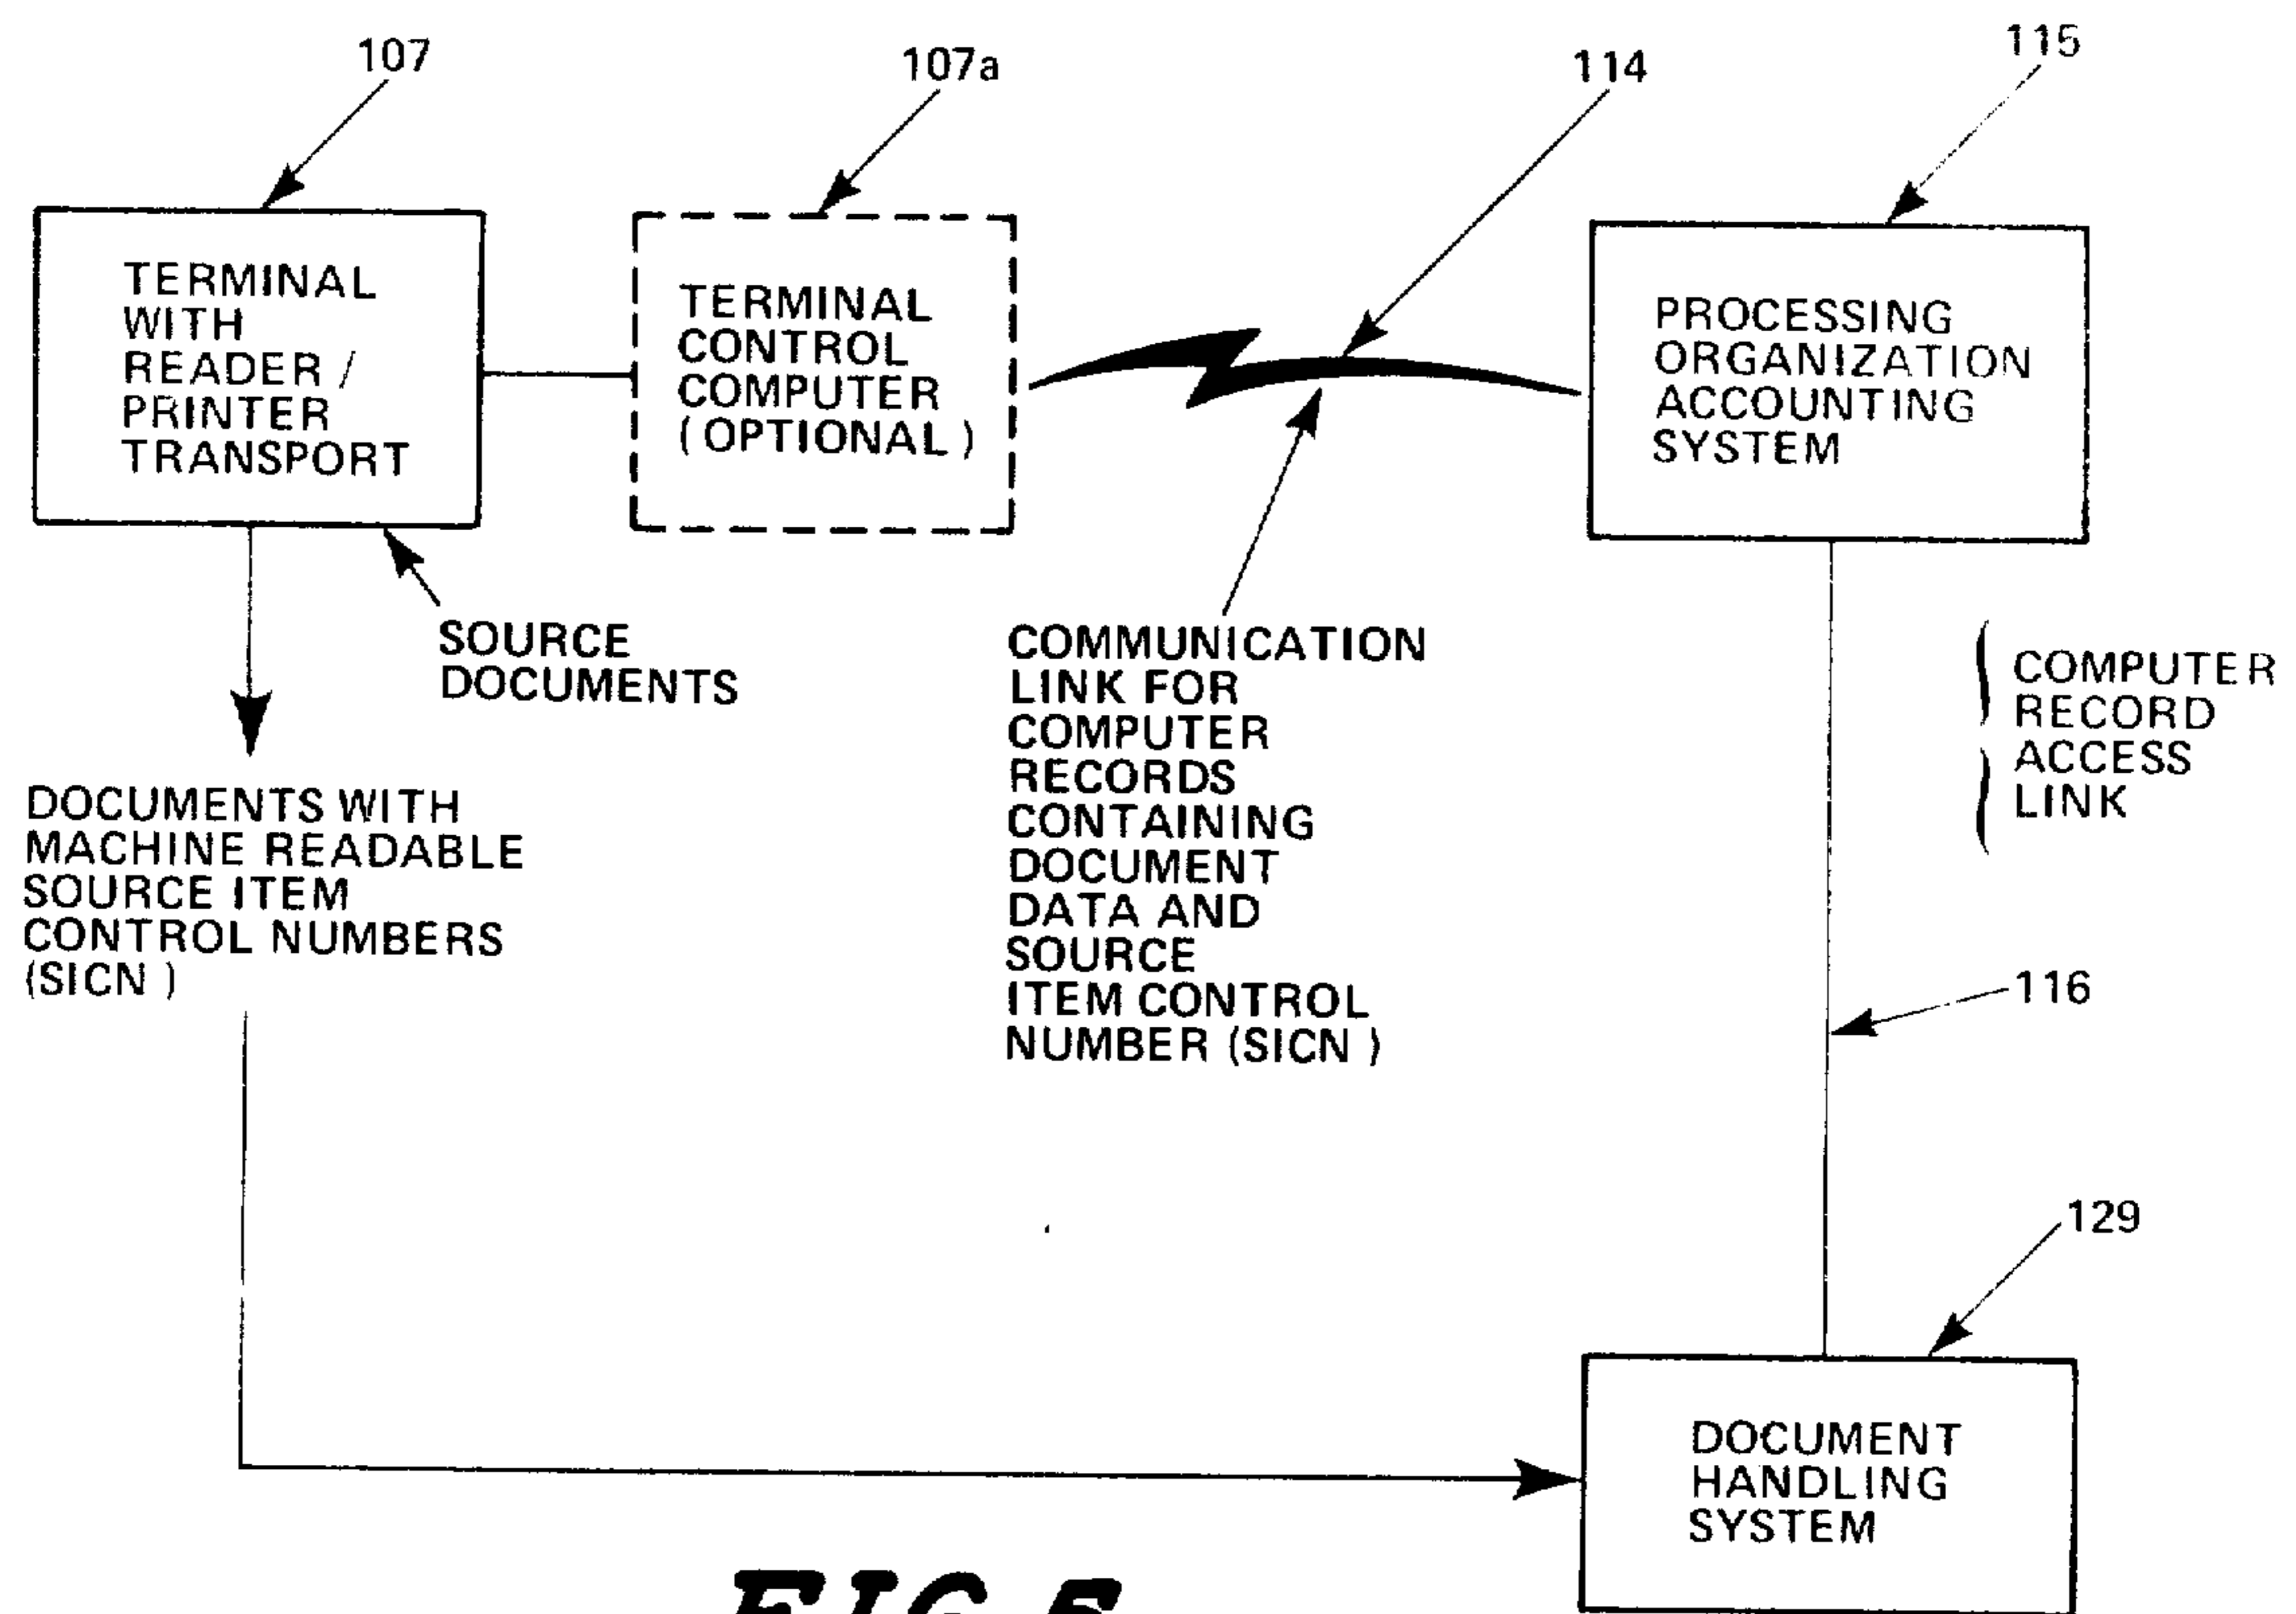 107
107a
114
115
TERMINAL
WITH
READER /
PRINTER
TRANSPORT
TERMINAL
CONTROL
COMPUTER
( OPTIONAL )
PROCESSING
ORGANIZATION
ACCOUNTING
SYSTEM
SOURCE
DOCUMENTS
COMMUNICATION
LINK FOR
COMPUTER
RECORDS
CONTAINING
DOCUMENT
DATA AND
SOURCE
ITEM CONTROL
NUMBER (SICN )
COMPUTER
RECORD
ACCESS
LINK
DOCUMENTS WITH
MACHINE READABLE
SOURCE ITEM
CONTROL NUMBERS
(SICN )
116
129
DOCUMENT
HANDLING
SYSTEM
FIG.5